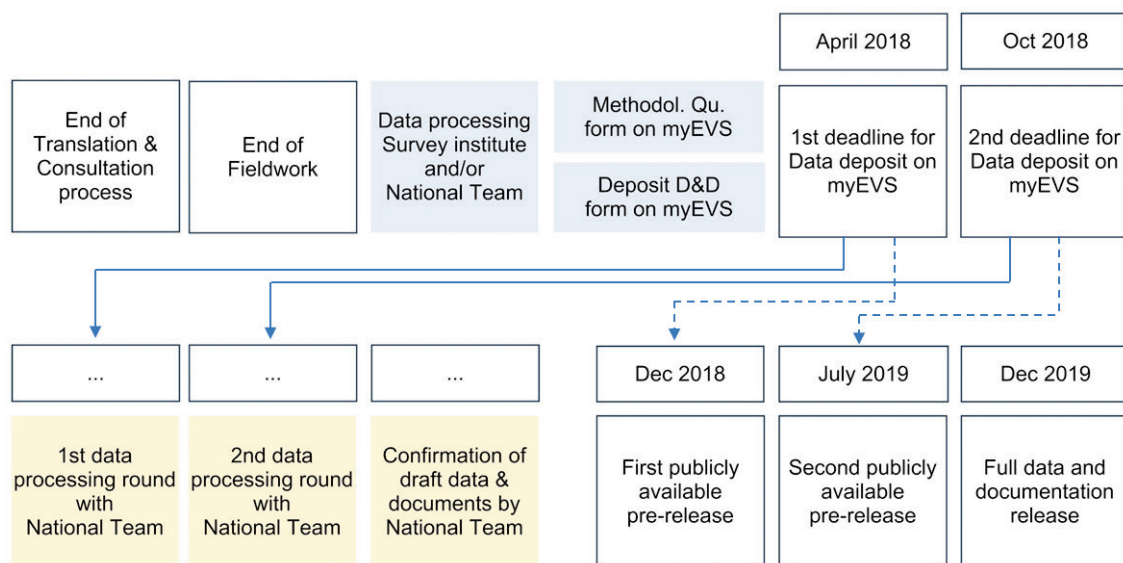 April 2018
Oct 2018
End of
Translation &
Consultation
process
End of
Fieldwork
Data processing
Survey institute
and/or
National Team
Methodol. Qu.
form on myEVS
Deposit D&D
form on myEVS
1st deadline for
Data deposit on
myEVS
2nd deadline for
Data deposit on
myEVS
...
...
...
Dec 2018
July 2019
Dec 2019
1st data
processing round
with
National Team
2nd data
processing round
with
National Team
Confirmation of
draft data &
documents by
National Team
First publicly
available
pre-release
Second publicly
available
pre-release
Full data and
documentation
release